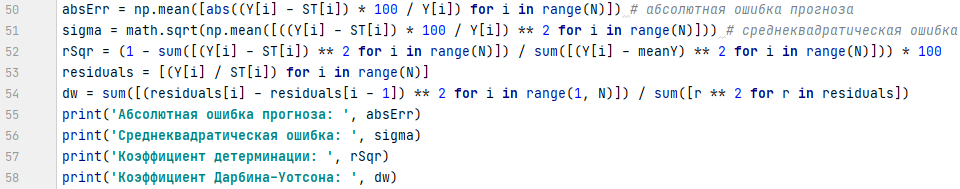 50 absErr = np.mean([abs((Y[i] - ST[i]) * 100 / Y[i]) for i in range(N)]) # абсолютная ошибка прогноза
51 sigma = math.sqrt(np.mean([((Y[i] - ST[i]) * 100 / Y[i]) ** 2 for i in range(N)])) # среднеквадратическая ошибка
52 rSqr = (1 - sum([(Y[i] - ST[i]) ** 2 for i in range(N)]) / sum([(Y[i] - meanY) ** 2 for i in range(N)])) * 100
53 residuals = [(Y[i] / ST[i]) for i in range(N)]
54 dw = sum([(residuals[i] - residuals[i - 1]) ** 2 for i in range(1, N)]) / sum([r ** 2 for r in residuals])
55 print('Абсолютная ошибка прогноза: ', absErr)
56 print('Среднеквадратическая ошибка: ', sigma)
57 print('Коэффициент детерминации: ', rSqr)
58 print('Коэффициент Дарбина-Уотсона: ', dw)